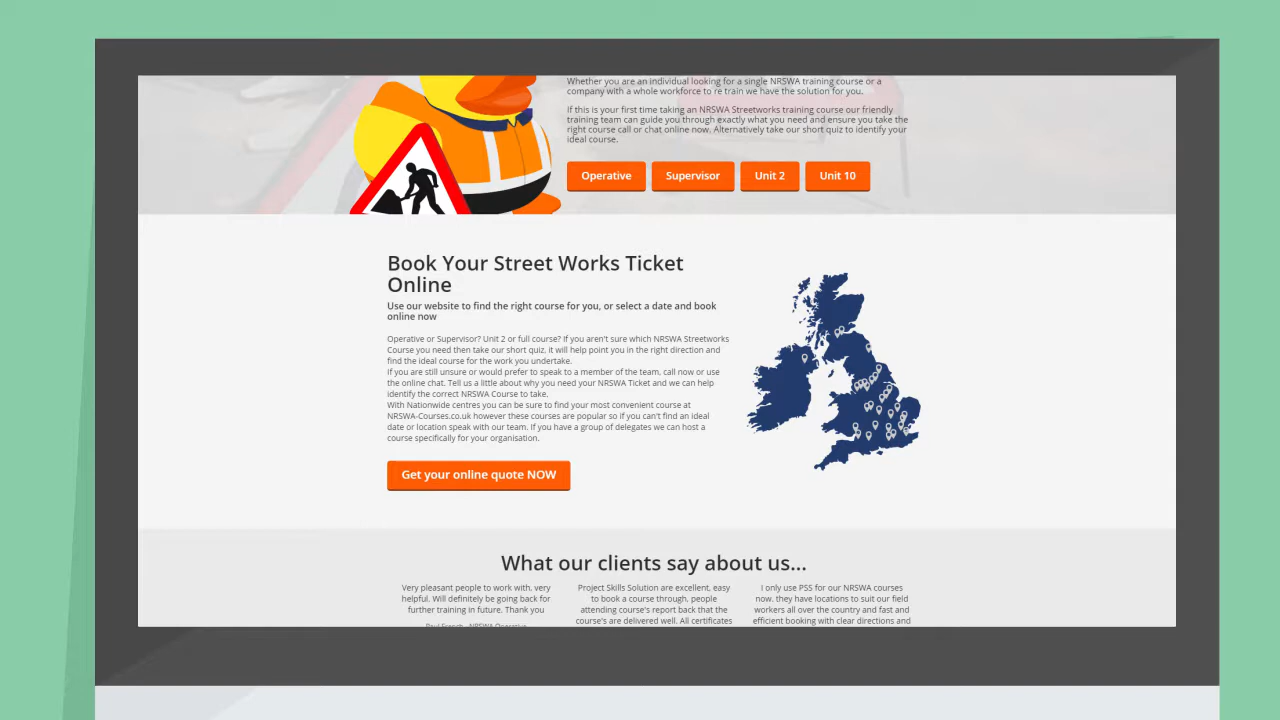 Whether you are an individual looking for a single NRSWA training course or a
company with a whole workforce to re train we have the solution for you.
If this is your first time taking an NRSWA Streetworks training course our friendly
training team can guide you through exactly what you need and ensure you take the
right course call or chat online now. Alternatively take our short quiz to identify your
ideal course.
Operative Supervisor Unit 2 Unit 10
Book Your Street Works Ticket
Online
Use our website to find the right course for you, or select a date and book
online now
Operative or Supervisor? Unit 2 or full course? If you aren't sure which NRSWA Streetworks
Course you need then take our short quiz, it will help point you in the right direction and
find the ideal course for the work you undertake.
If you are still unsure or would prefer to speak to a member of the team, call now or use
the online chat. Tell us a little about why you need your NRSWA Ticket and we can help
identify the correct NRSWA Course to take.
With Nationwide centres you can be sure to find your most convenient course at
NRSWA-Courses.co.uk however these courses are popular so if you can't find an ideal
date or location speak with our team. If you have a group of delegates we can host a
course specifically for your organisation.
Get your online quote NOW
What our clients say about us...
Very pleasant people to work with, very
helpful. Will definitely be going back for
further training in future. Thank you
Paul French - NRSWA Operative
Project Skills Solution are excellent, easy
to book a course through, people
attending course's report back that the
course's are delivered well. All certificates
I only use PSS for our NRSWA courses
now. they have locations to suit our field
workers all over the country and fast and
efficient booking with clear directions and